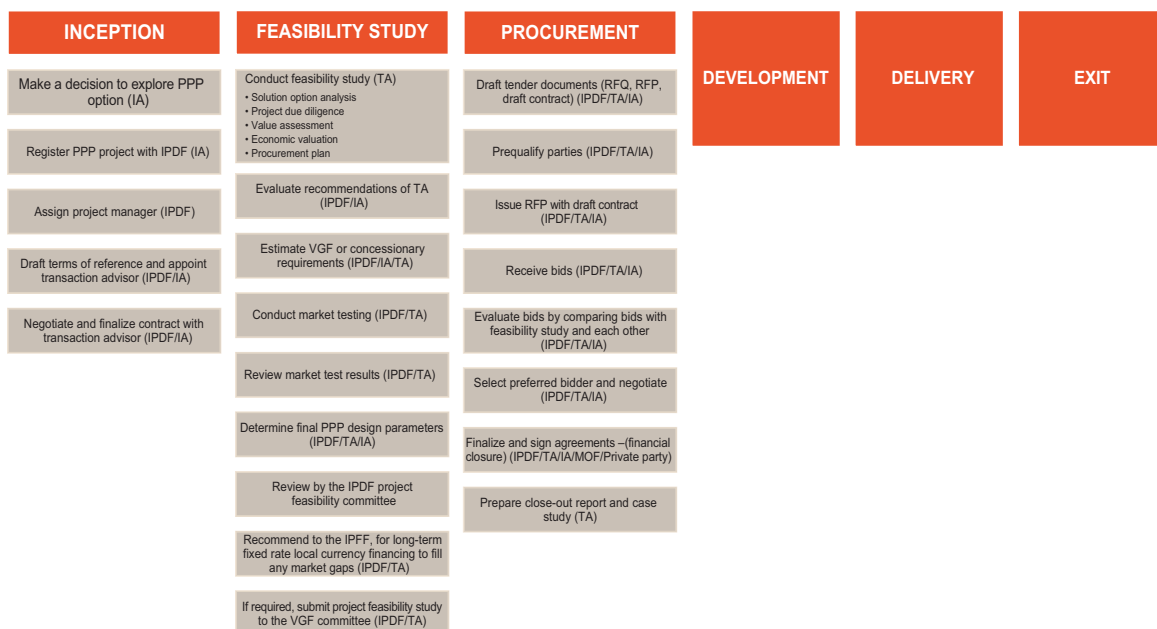 INCEPTION
Make a decision to explore PPP
option (IA)
Register PPP project with IPDF (IA)
Assign project manager (IPDF)
Draft terms of reference and appoint
transaction advisor (IPDF/IA)
Negotiate and finalize contract with
transaction advisor (IPDF/IA)
FEASIBILITY STUDY
Conduct feasibility study (TA)
• Solution option analysis
• Project due diligence
• Value assessment
• Economic valuation
• Procurement plan
Evaluate recommendations of TA
(IPDF/IA)
Estimate VGF or concessionary
requirements (IPDF/IA/TA)
Conduct market testing (IPDF/TA)
Review market test results (IPDF/TA)
Determine final PPP design parameters
(IPDF/TA/IA)
Review by the IPDF project
feasibility committee
Recommend to the IPFF, for long-term
fixed rate local currency financing to fill
any market gaps (IPDF/TA)
If required, submit project feasibility study
to the VGF committee (IPDF/TA)
PROCUREMENT
Draft tender documents (RFQ, RFP,
draft contract) (IPDF/TA/IA)
Prequalify parties (IPDF/TA/IA)
Issue RFP with draft contract
(IPDF/TA/IA)
Receive bids (IPDF/TA/IA)
Evaluate bids by comparing bids with
feasibility study and each other
(IPDF/TA/IA)
Select preferred bidder and negotiate
(IPDF/TA/IA)
Finalize and sign agreements –(financial
closure) (IPDF/TA/IA/MOF/Private party)
Prepare close-out report and case
study (TA)
DEVELOPMENT
DELIVERY
EXIT